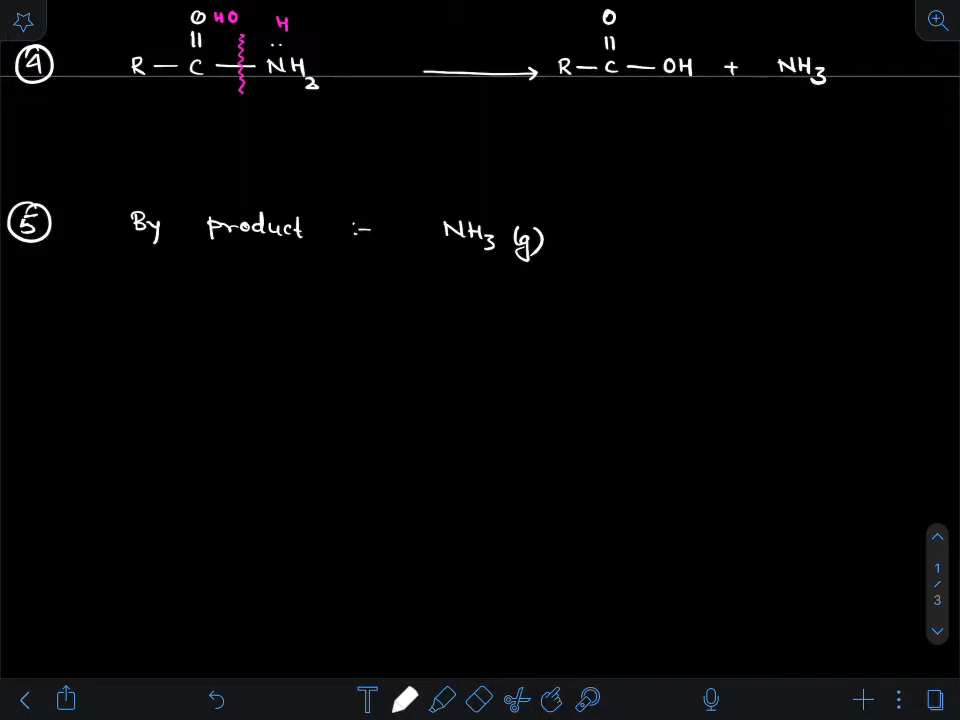 O HO H
||
④ R — C — NH2 ⟶ R — C — OH + NH3
O
||
⑤ By product :- NH3 (g)
1
/
3
T